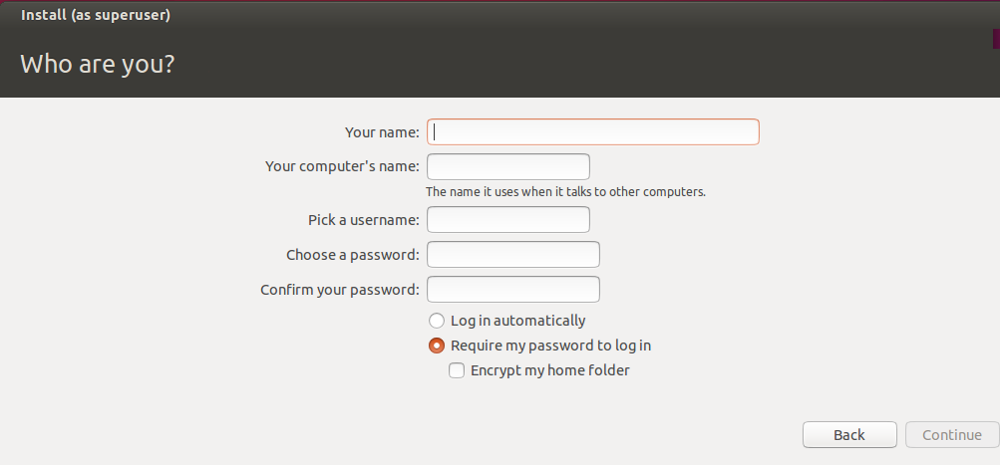 Install (as superuser)
Who are you?
Your name:
Your computer's name:
The name it uses when it talks to other computers.
Pick a username:
Choose a password:
Confirm your password:
Log in automatically
Require my password to log in
Encrypt my home folder
Back Continue